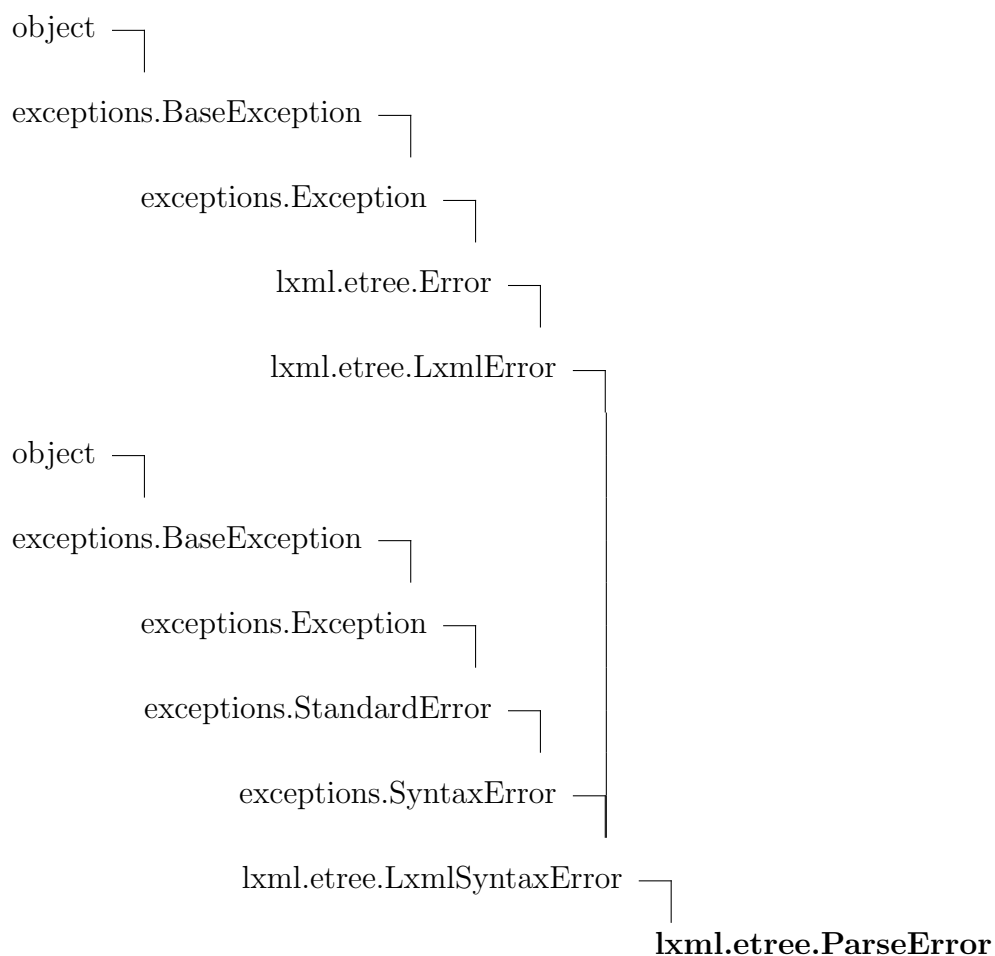 object
exceptions.BaseException
exceptions.Exception
lxml.etree.Error
lxml.etree.LxmlError
object
exceptions.BaseException
exceptions.Exception
exceptions.StandardError
exceptions.SyntaxError
lxml.etree.LxmlSyntaxError
lxml.etree.ParseError